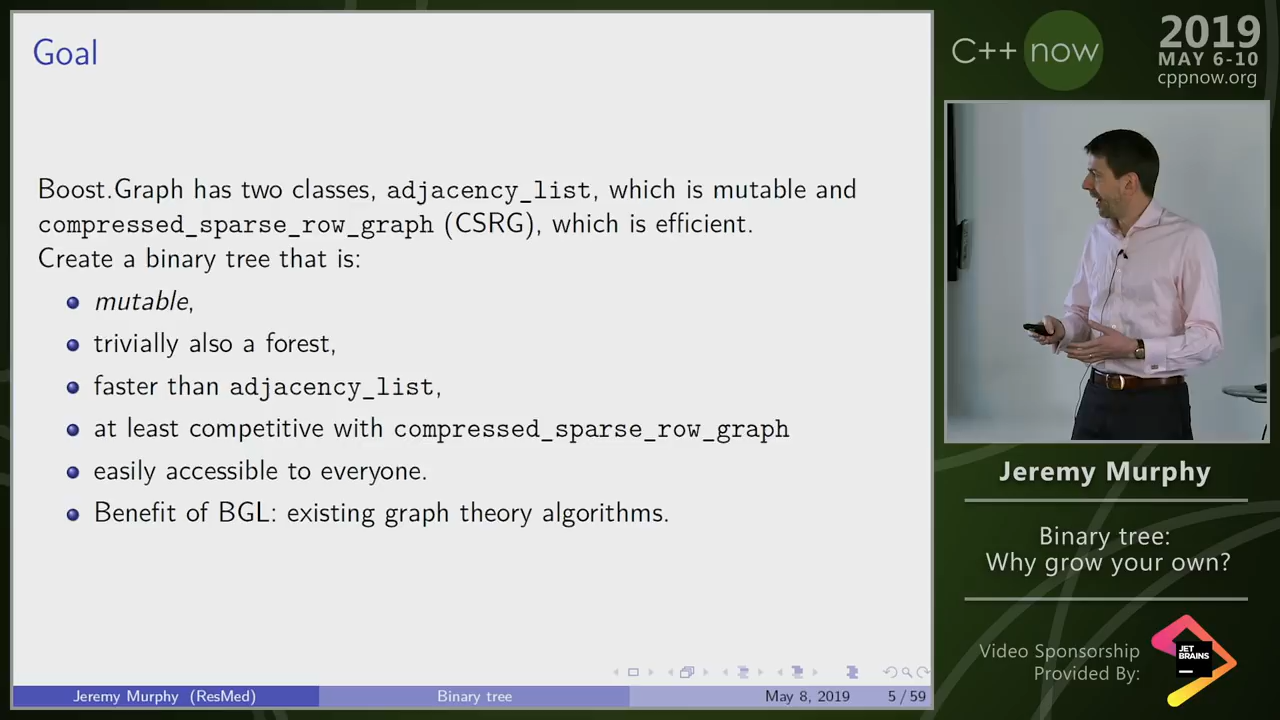 Goal
Boost.Graph has two classes, adjacency_list, which is mutable and
compressed_sparse_row_graph (CSRG), which is efficient.
Create a binary tree that is:
mutable,
trivially also a forest,
faster than adjacency_list,
at least competitive with compressed_sparse_row_graph
easily accessible to everyone.
Benefit of BGL: existing graph theory algorithms.
Jeremy Murphy (ResMed)
Binary tree
May 8, 2019
5 / 59
C++ now
2019
MAY 6-10
cppnow.org
Jeremy Murphy
Binary tree:
Why grow your own?
Video Sponsorship
Provided By:
JET
BRAINS